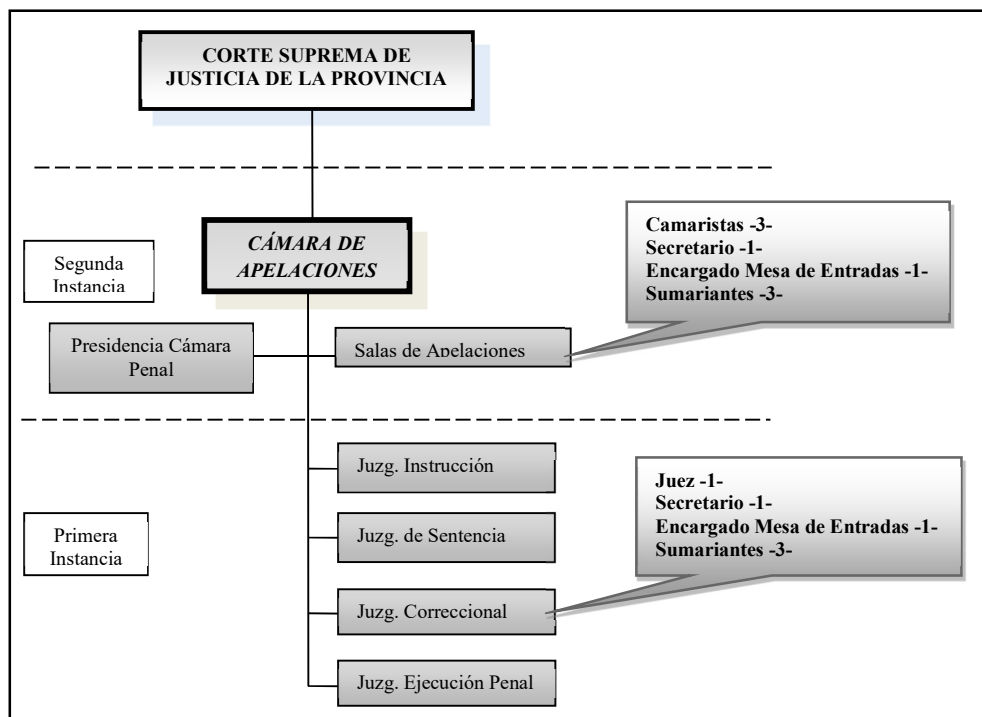 CORTE SUPREMA DE
JUSTICIA DE LA PROVINCIA
CÁMARA DE
APELACIONES
Segunda
Instancia
Camaristas -3-
Secretario -1-
Encargado Mesa de Entradas -1-
Sumariantes -3-
Presidencia Cámara
Penal
Salas de Apelaciones
Juzg. Instrucción
Juzg. de Sentencia
Juzg. Correccional
Juzg. Ejecución Penal
Primera
Instancia
Juez -1-
Secretario -1-
Encargado Mesa de Entradas -1-
Sumariantes -3-